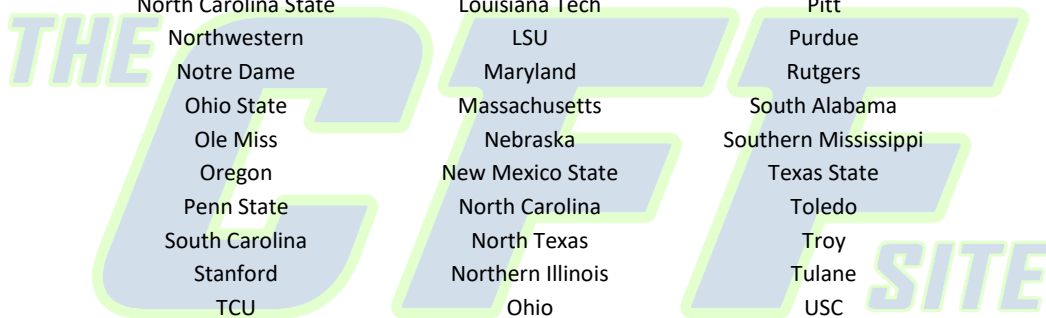 North Carolina State Louisiana Tech Pitt
Northwestern LSU Purdue
Notre Dame Maryland Rutgers
Ohio State Massachusetts South Alabama
Ole Miss Nebraska Southern Mississippi
Oregon New Mexico State Texas State
Penn State North Carolina Toledo
South Carolina North Texas Troy
Stanford Northern Illinois Tulane
TCU Ohio USC
THE CFF SITE